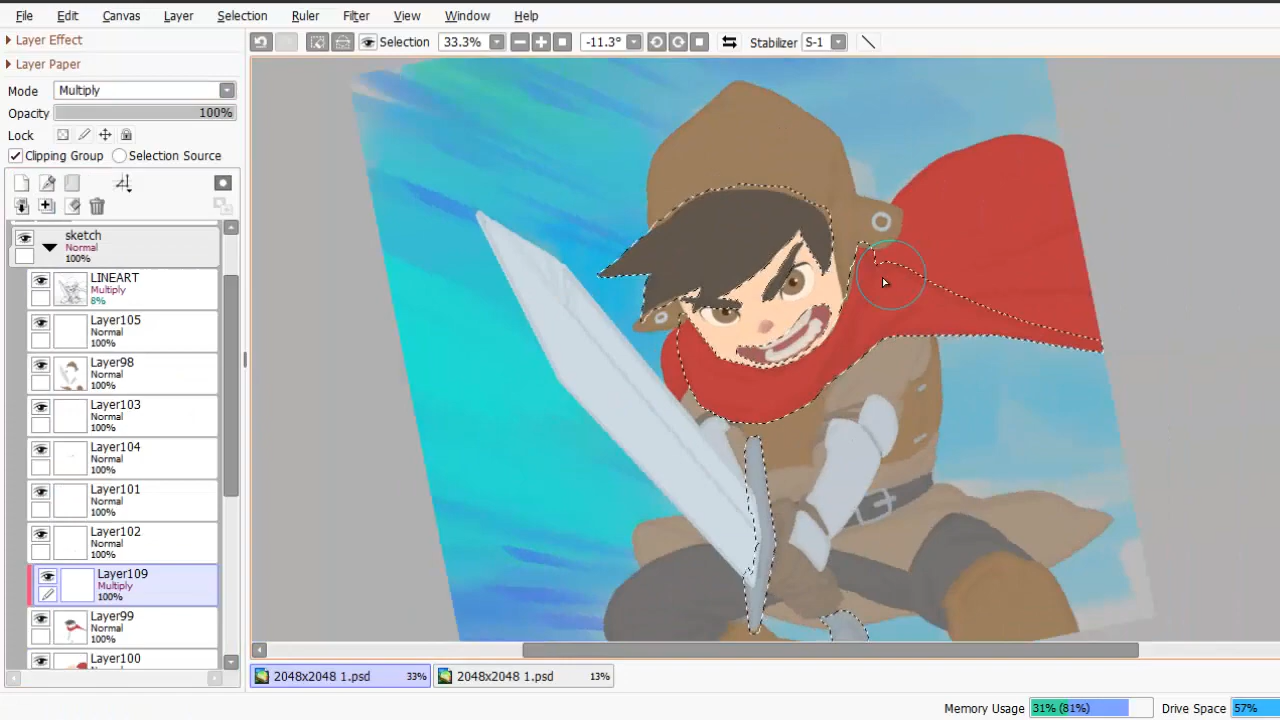 File Edit Canvas Layer Selection Ruler Filter View Window Help
Layer Effect
Selection 33.3% -11.3° Stabilizer S-1
Layer Paper
Mode Multiply
Opacity 100%
Lock
Clipping Group Selection Source
sketch
Normal
100%
LINEART
Multiply
8%
Layer105
Normal
100%
Layer98
Normal
100%
Layer103
Normal
100%
Layer104
Normal
100%
Layer101
Normal
100%
Layer102
Normal
100%
Layer109
Multiply
100%
Layer99
Normal
100%
Layer100
Normal
2048x2048 1.psd 33% 2048x2048 1.psd 13%
Memory Usage 31% (81%) Drive Space 57%